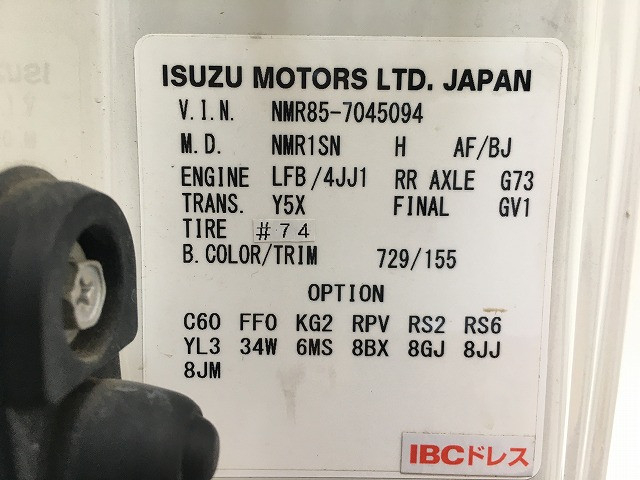 ISUZU MOTORS LTD. JAPAN
V.I.N. NMR85-7045094
M.D. NMR1SN H AF/BJ
ENGINE LFB/4JJ1 RR AXLE G73
TRANS. Y5X FINAL GV1
TIRE #74
B.COLOR/TRIM 729/155
OPTION
C60 FF0 KG2 RPV RS2 RS6
YL3 34W 6MS 8BX 8GJ 8JJ
8JM
IBCドレス